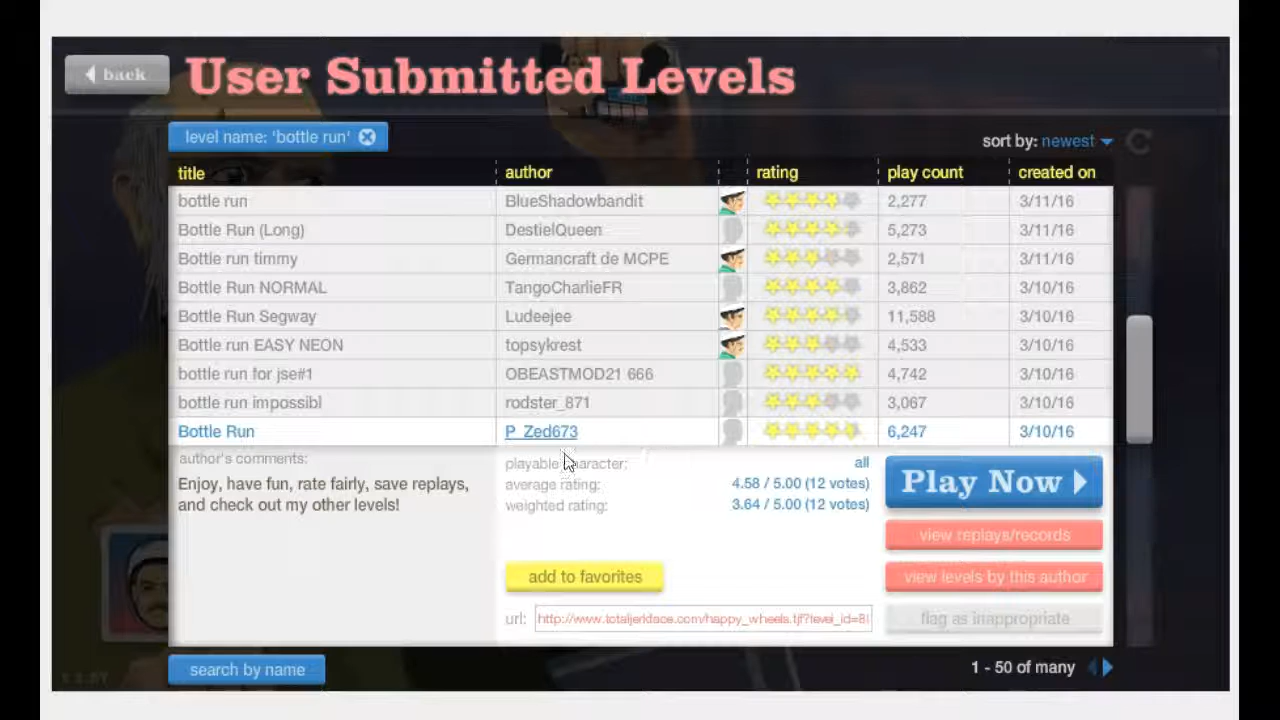 back
User Submitted Levels
level name: 'bottle run'
sort by: newest
title author rating play count created on
bottle run BlueShadowbandit 2,277 3/11/16
Bottle Run (Long) DestielQueen 5,273 3/11/16
Bottle run timmy Germancraft de MCPE 2,571 3/11/16
Bottle Run NORMAL TangoCharlieFR 3,862 3/11/16
Bottle Run Segway Ludeejee 11,588 3/10/16
Bottle run EASY NEON topsykrest 4,533 3/10/16
bottle run for jse#1 OBEASTMOD21 666 4,742 3/10/16
bottle run impossibl rodster_871 3,067 3/10/16
Bottle Run P_Zed673 6,247 3/10/16
author's comments:
Enjoy, have fun, rate fairly, save replays,
and check out my other levels!
playable character: all
average rating: 4.58 / 5.00 (12 votes)
weighted rating: 3.64 / 5.00 (12 votes)
add to favorites
url: http://www.totaljerkface.com/happy_wheels.tjf?level_id=8
Play Now
view replays/records
view levels by this author
flag as inappropriate
search by name
1 - 50 of many